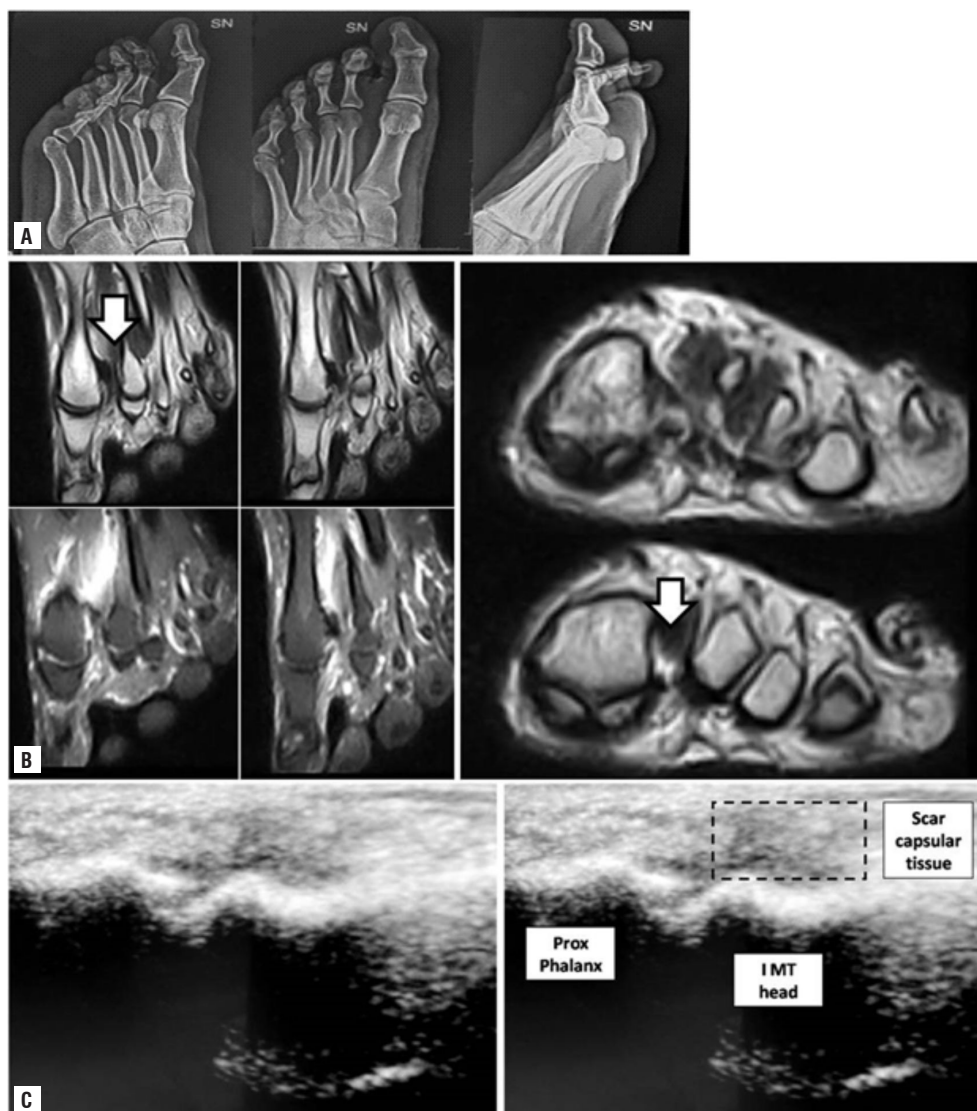 SN
SN
SN
A
B
C
Scar
capsular
tissue
Prox
Phalanx
I MT
head